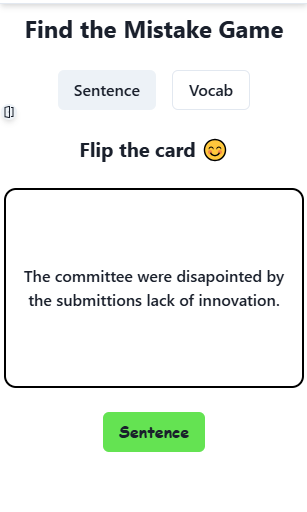 Find the Mistake Game
Sentence Vocab
Flip the card 😊
The committee were disapointed by
the submittions lack of innovation.
Sentence